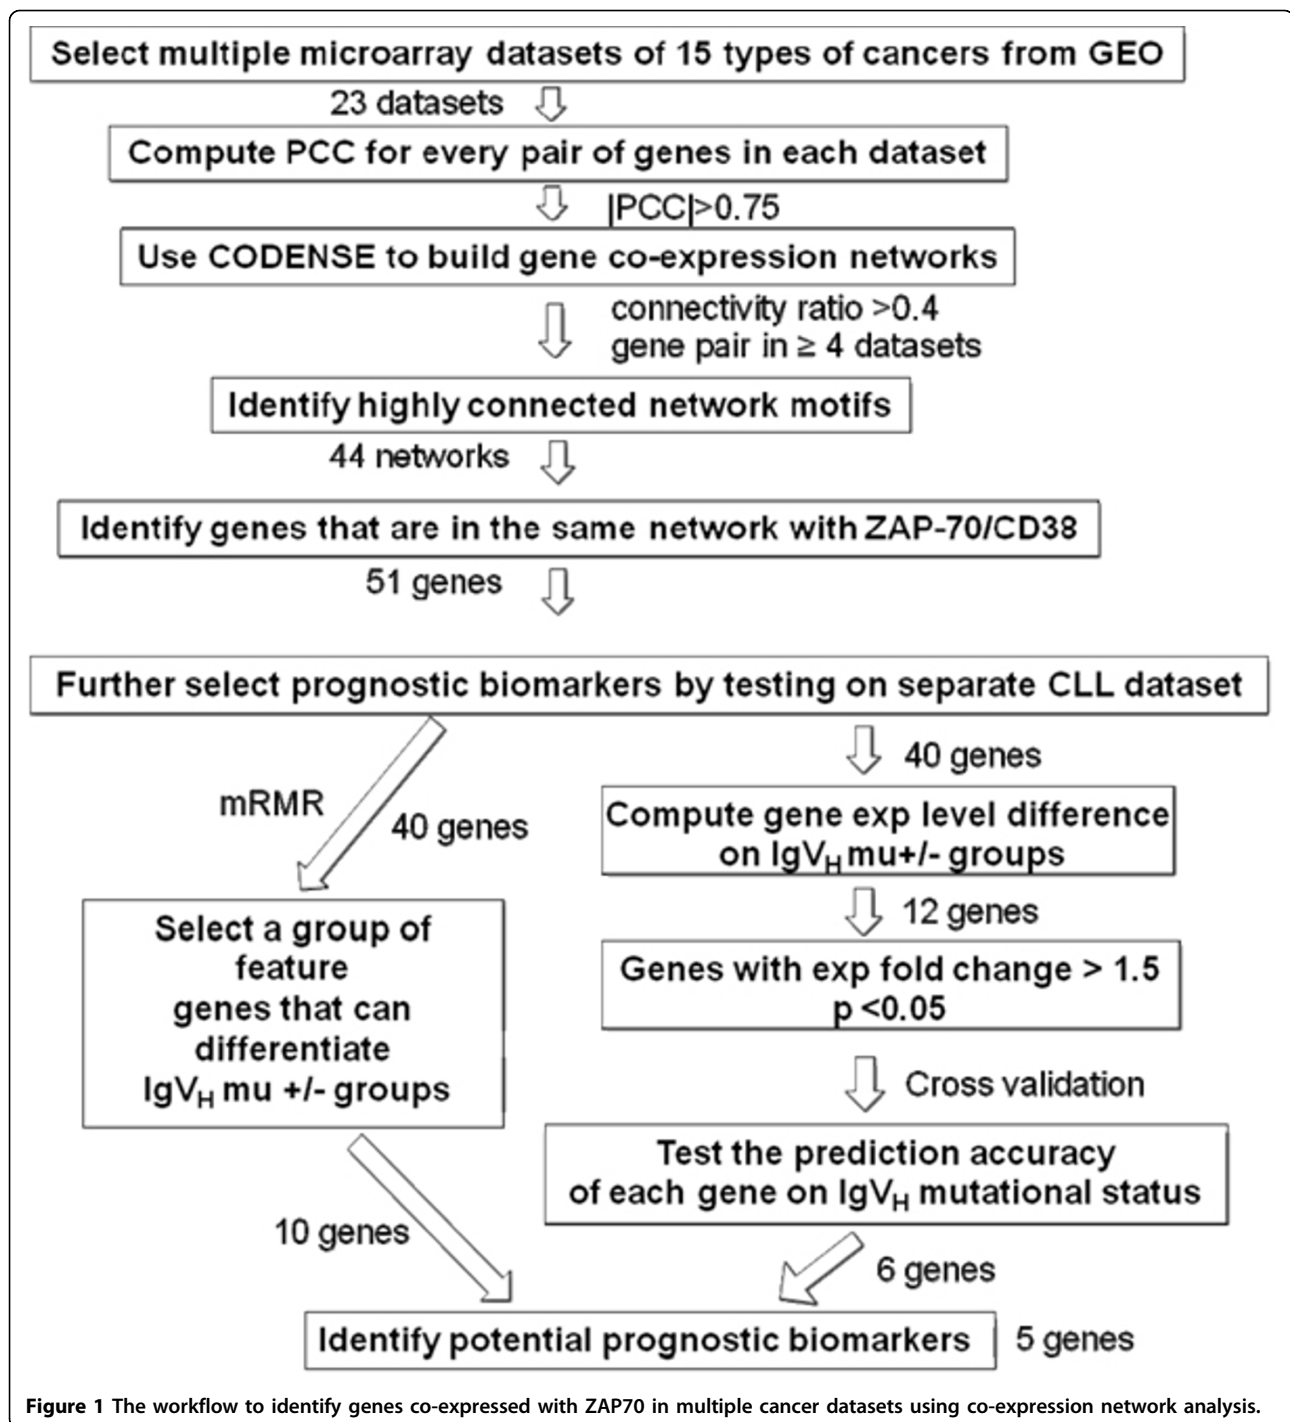 Select multiple microarray datasets of 15 types of cancers from GEO
23 datasets
Compute PCC for every pair of genes in each dataset
|PCC|>0.75
Use CODENSE to build gene co-expression networks
connectivity ratio >0.4
gene pair in ≥ 4 datasets
Identify highly connected network motifs
44 networks
Identify genes that are in the same network with ZAP-70/CD38
51 genes
Further select prognostic biomarkers by testing on separate CLL dataset
mRMR
40 genes
Select a group of
feature
genes that can
differentiate
IgVH mu +/- groups
10 genes
40 genes
Compute gene exp level difference
on IgVH mu+/- groups
12 genes
Genes with exp fold change > 1.5
p <0.05
Cross validation
Test the prediction accuracy
of each gene on IgVH mutational status
6 genes
Identify potential prognostic biomarkers
5 genes
Figure 1 The workflow to identify genes co-expressed with ZAP70 in multiple cancer datasets using co-expression network analysis.